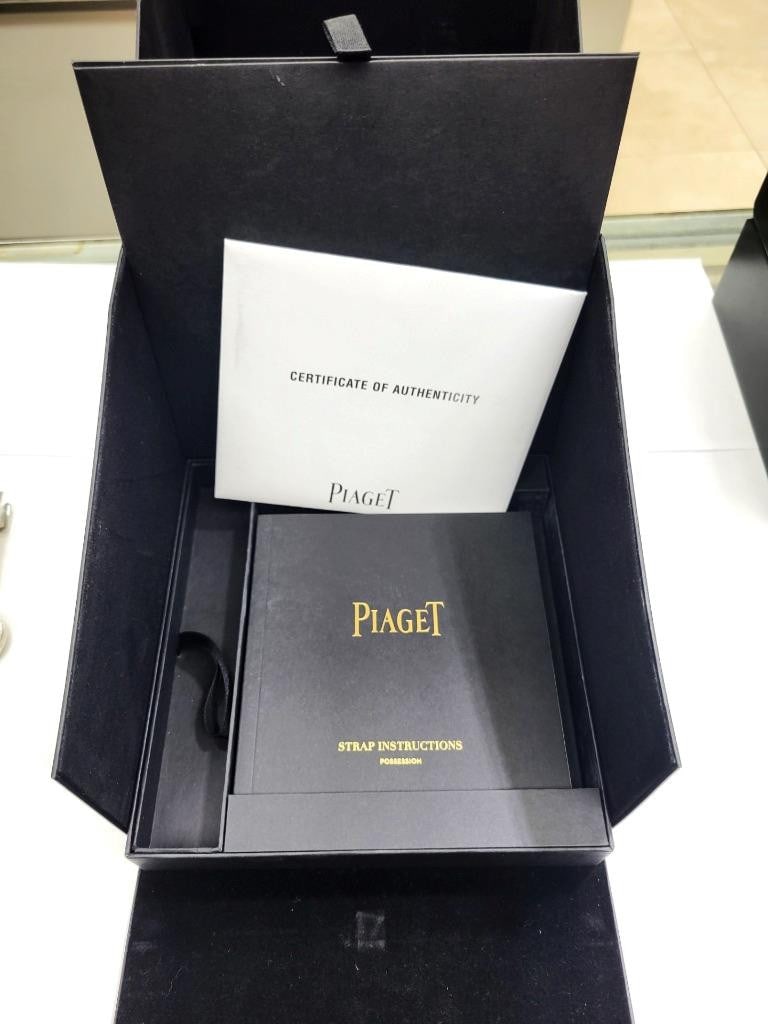 CERTIFICATE OF AUTHENTICITY
PIAGET
PIAGET
STRAP INSTRUCTIONS
POSSESSION